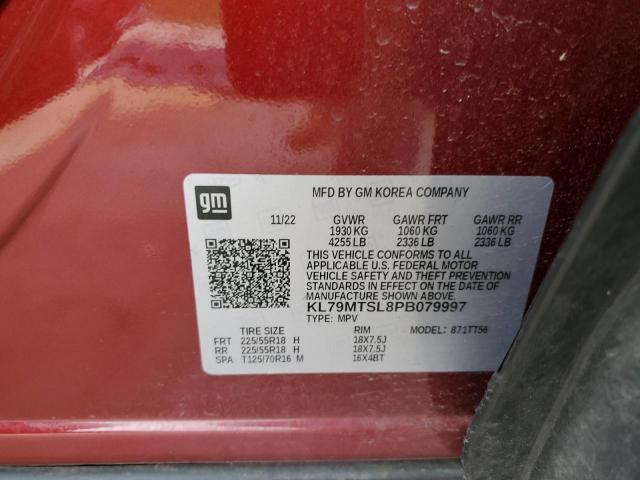 gm
MFD BY GM KOREA COMPANY
11/22 GVWR GAWR FRT GAWR RR
1930 KG 1060 KG 1060 KG
4255 LB 2336 LB 2336 LB
THIS VEHICLE CONFORMS TO ALL
APPLICABLE U.S. FEDERAL MOTOR
VEHICLE SAFETY AND THEFT PREVENTION
STANDARDS IN EFFECT ON THE DATE OF
MANUFACTURE SHOWN ABOVE.
KL79MTSL8PB079997
TYPE: MPV
TIRE SIZE RIM MODEL: 871TT56
FRT 225/55R18 H 18X7.5J
RR 225/55R18 H 18X7.5J
SPA T125/70R16 M 16X4BT